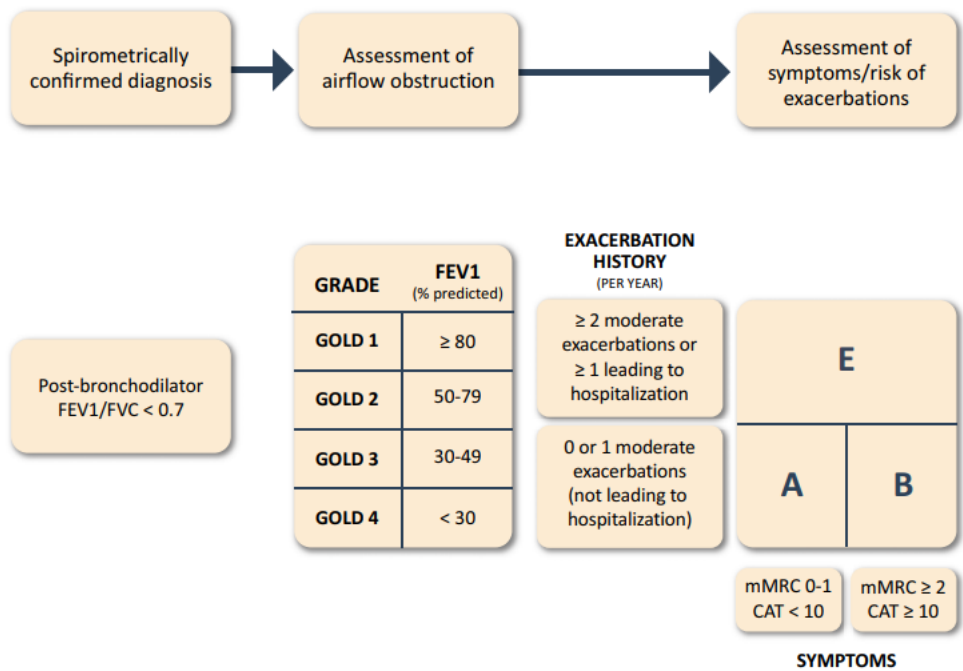 Spirometrically
confirmed diagnosis
Assessment of
airflow obstruction
Assessment of
symptoms/risk of
exacerbations
Post-bronchodilator
FEV1/FVC < 0.7
GRADE
FEV1
(% predicted)
GOLD 1
≥ 80
GOLD 2
50-79
GOLD 3
30-49
GOLD 4
< 30
EXACERBATION
HISTORY
(PER YEAR)
≥ 2 moderate
exacerbations or
≥ 1 leading to
hospitalization
0 or 1 moderate
exacerbations
(not leading to
hospitalization)
E
A
B
mMRC 0-1
CAT < 10
mMRC ≥ 2
CAT ≥ 10
SYMPTOMS